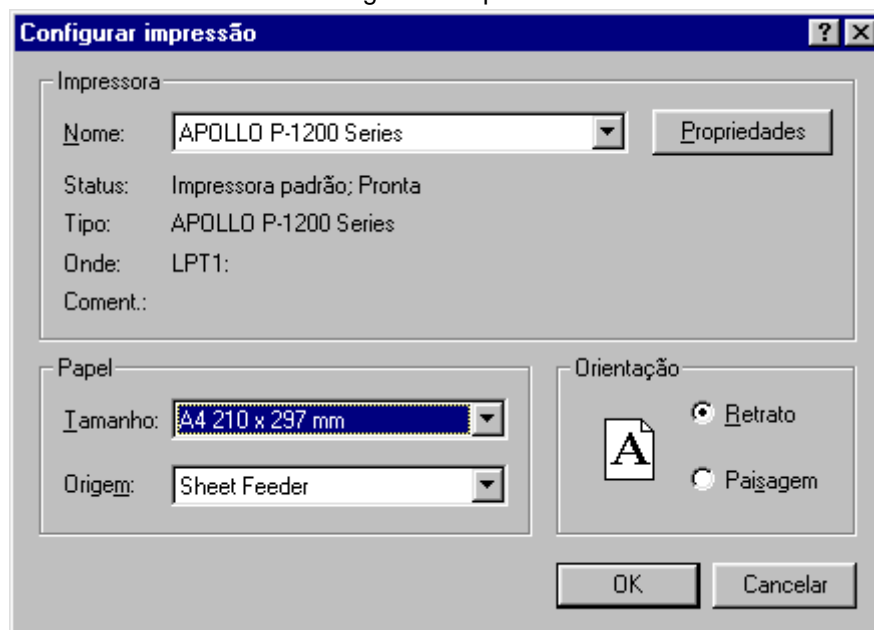 Configurar impressão
Impressora
Nome: APOLLO P-1200 Series Propriedades
Status: Impressora padrão; Pronta
Tipo: APOLLO P-1200 Series
Onde: LPT1:
Coment.:
Papel
Tamanho: A4 210 x 297 mm
Origem: Sheet Feeder
Orientação
A
Retrato
Paisagem
OK Cancelar